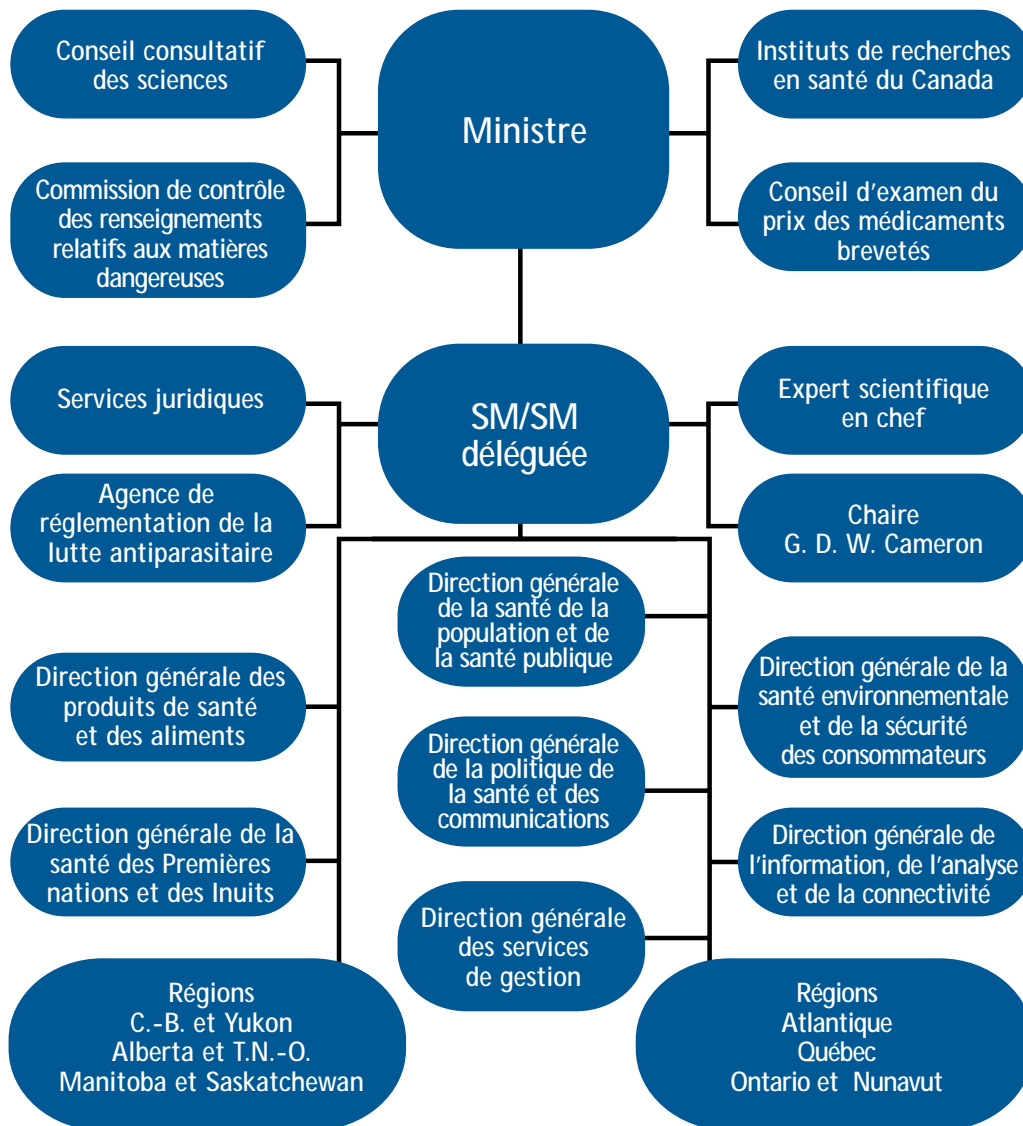 Conseil consultatif
des sciences
Ministre
Instituts de recherches
en santé du Canada
Commission de contrôle
des renseignements
relatifs aux matières
dangereuses
Conseil d'examen du
prix des médicaments
brevetés
Services juridiques
SM/SM
déléguée
Expert scientifique
en chef
Agence de
réglementation de la
lutte antiparasitaire
Chaire
G. D. W. Cameron
Direction générale
de la santé de la
population et de
la santé publique
Direction générale des
produits de santé
et des aliments
Direction générale de la
santé environnementale
et de la sécurité
des consommateurs
Direction générale
de la politique de
la santé et des
communications
Direction générale de la
santé des Premières
nations et des Inuits
Direction générale de
l'information, de l'analyse
et de la connectivité
Direction générale
des services
de gestion
Régions
C.-B. et Yukon
Alberta et T.N.-O.
Manitoba et Saskatchewan
Régions
Atlantique
Québec
Ontario et Nunavut